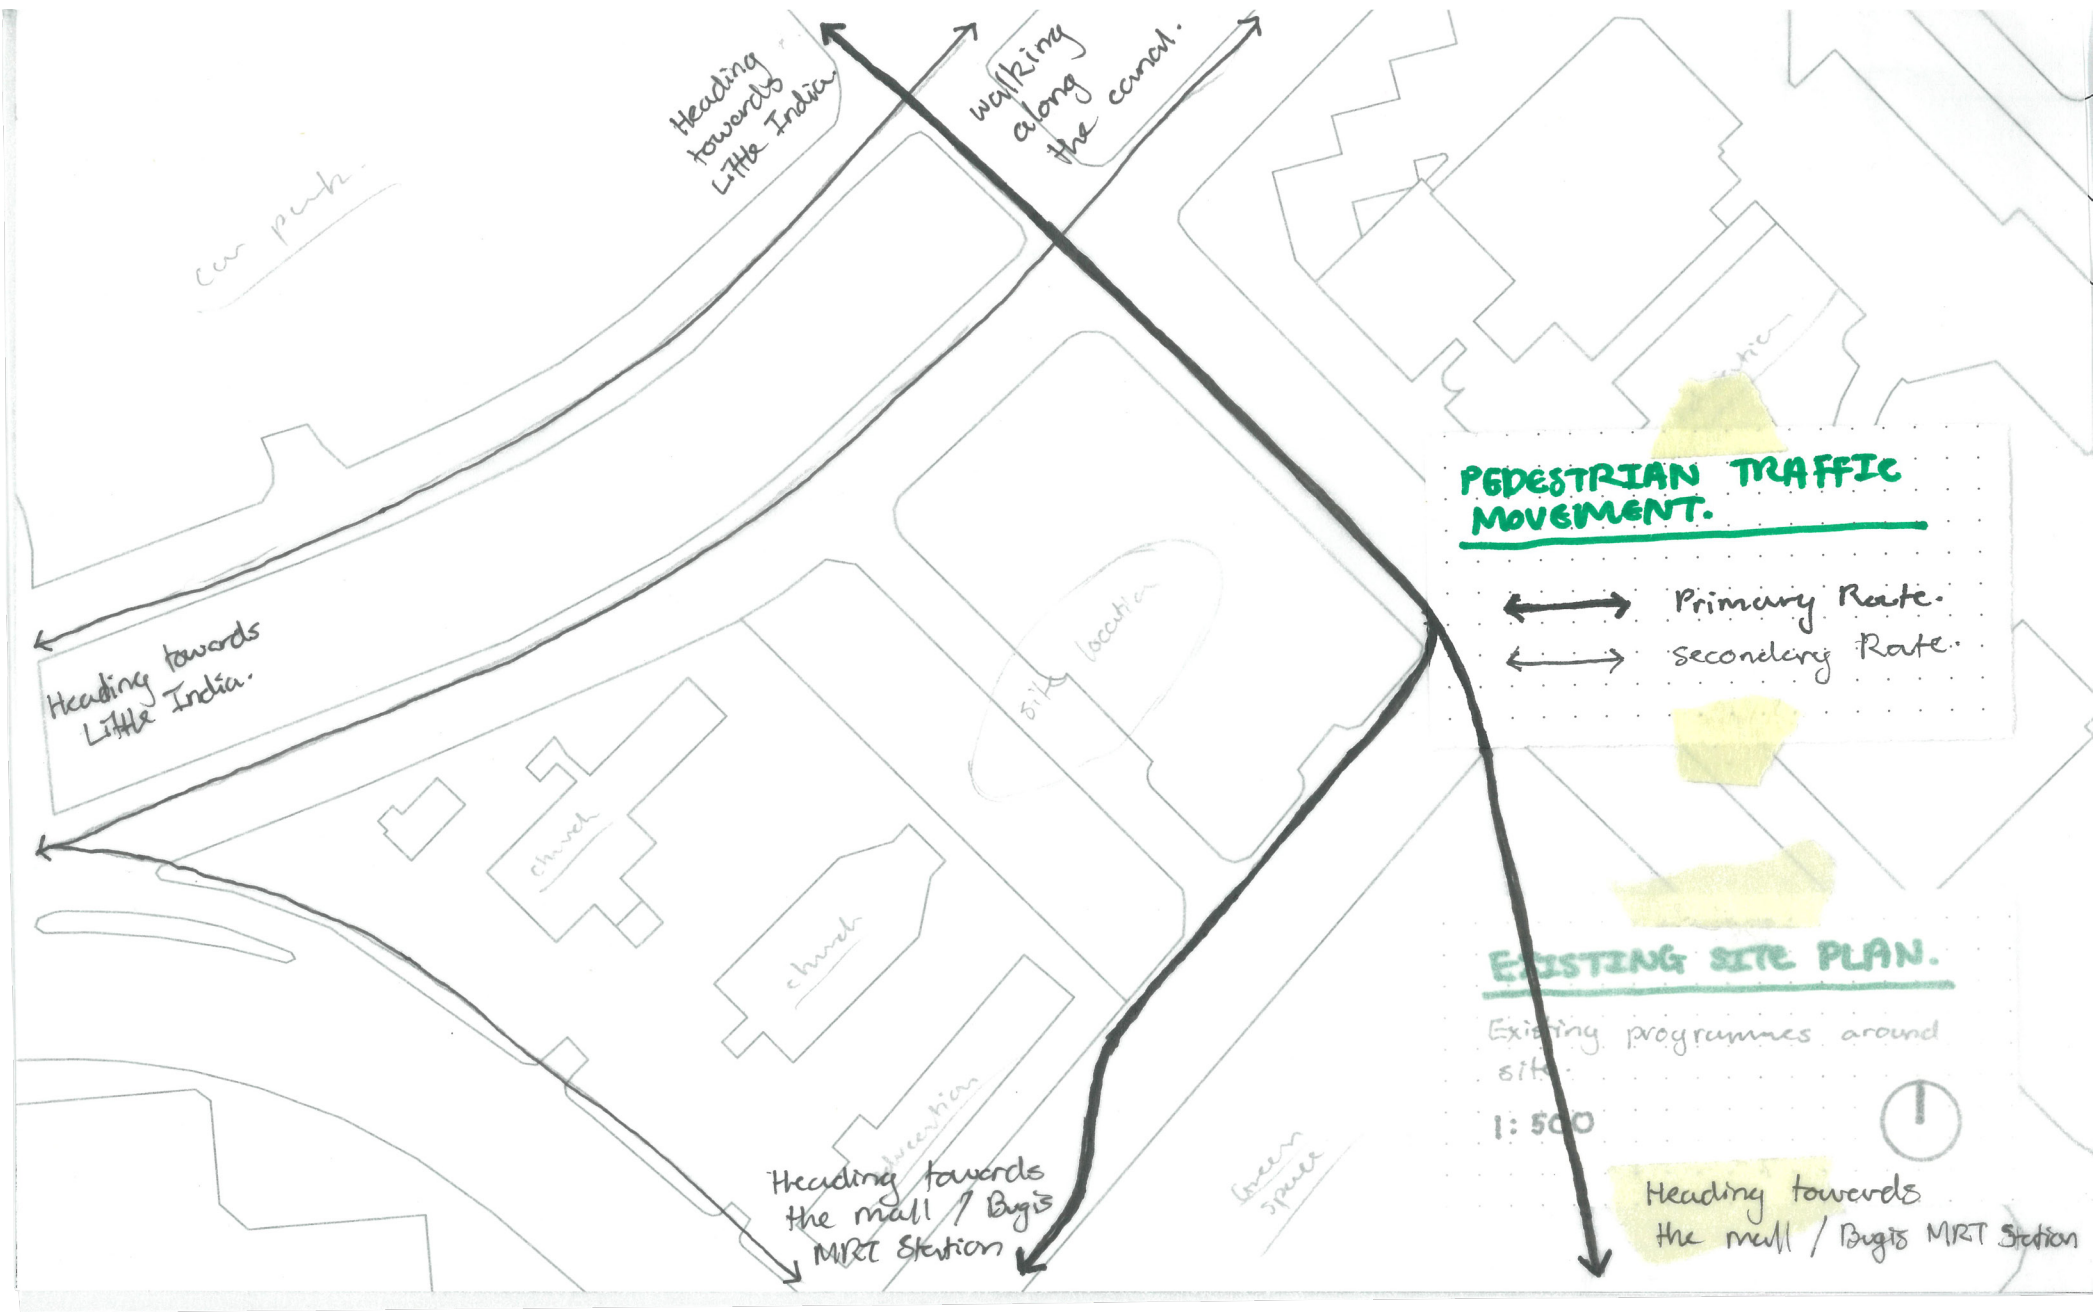 Heading
towards
Little India.
walking
along
the canal.
car park.
PEDESTRIAN TRAFFIC
MOVEMENT.
Primary Route.
Secondary Route.
site location
Heading towards
Little India.
church
church
EXISTING SITE PLAN.
Existing programmes around
site.
1:500
Green
space
Heading towards
the mall / Bugis
MRT Station
Heading towards
the mall / Bugis MRT Station